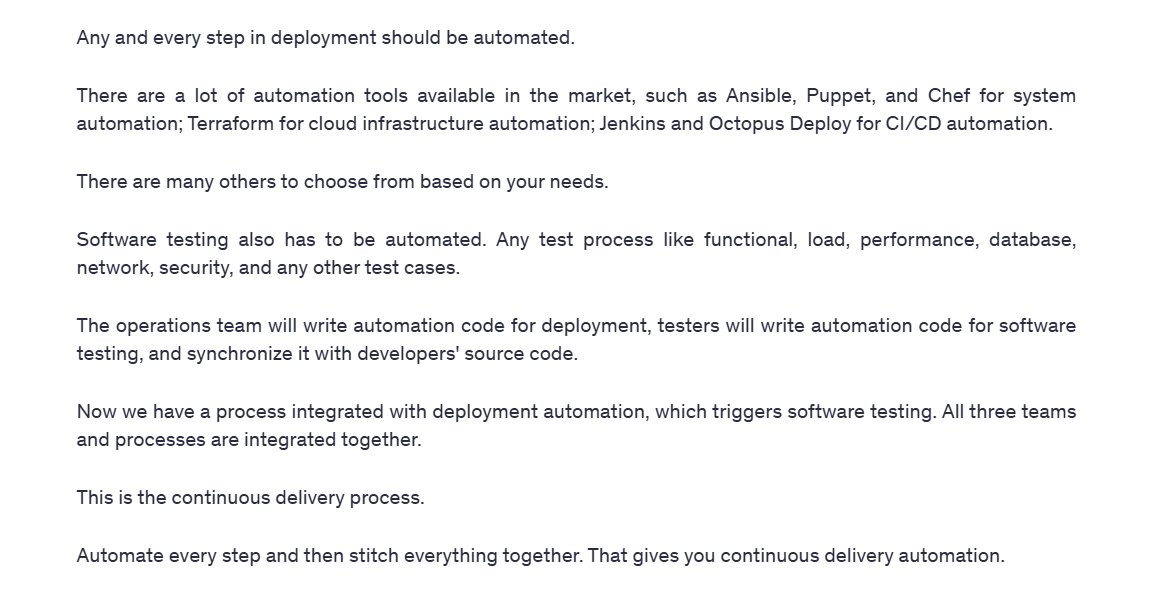 Any and every step in deployment should be automated.
There are a lot of automation tools available in the market, such as Ansible, Puppet, and Chef for system
automation; Terraform for cloud infrastructure automation; Jenkins and Octopus Deploy for CI/CD automation.
There are many others to choose from based on your needs.
Software testing also has to be automated. Any test process like functional, load, performance, database,
network, security, and any other test cases.
The operations team will write automation code for deployment, testers will write automation code for software
testing, and synchronize it with developers' source code.
Now we have a process integrated with deployment automation, which triggers software testing. All three teams
and processes are integrated together.
This is the continuous delivery process.
Automate every step and then stitch everything together. That gives you continuous delivery automation.